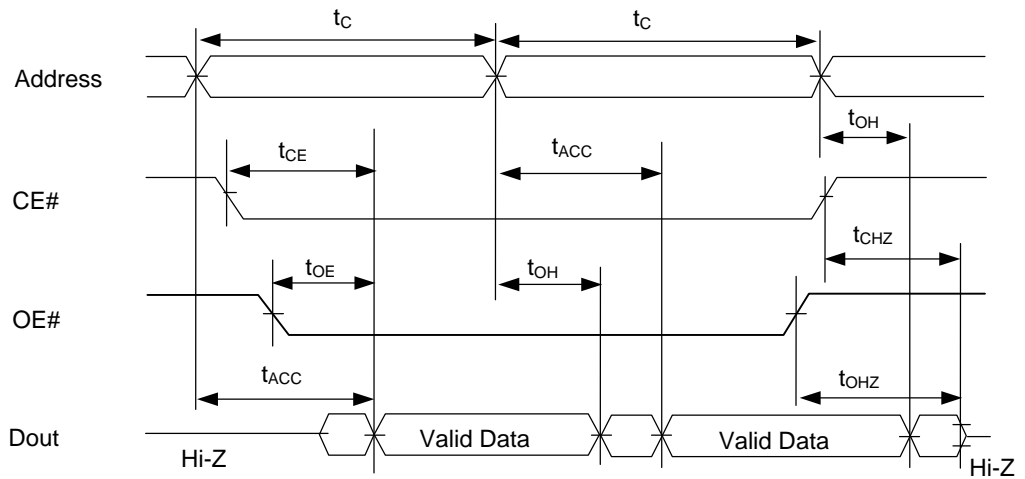 tC tC
Address
tOH
tCE tACC
CE#
tCHZ
tOE tOH
OE#
tACC tOHZ
Dout Valid Data Valid Data
Hi-Z Hi-Z